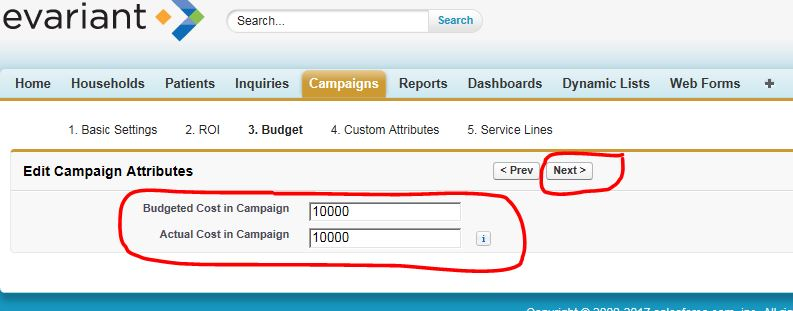 evariant
Search... Search
Home Households Patients Inquiries Campaigns Reports Dashboards Dynamic Lists Web Forms +
1. Basic Settings 2. ROI 3. Budget 4. Custom Attributes 5. Service Lines
Edit Campaign Attributes < Prev Next >
Budgeted Cost in Campaign 10000
Actual Cost in Campaign 10000 i
Copyright © 2000-2017 salesforce.com, inc. All